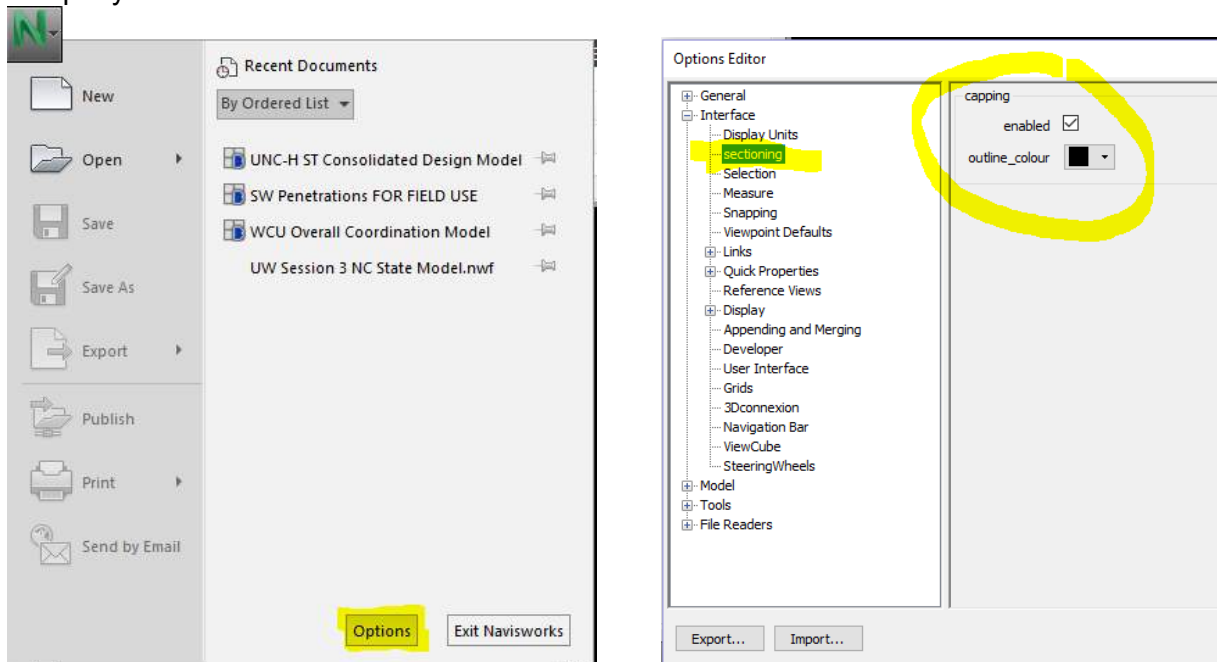 N
Recent Documents
By Ordered List
New
Open
Save
Save As
Export
Publish
Print
Send by Email
UNC-H ST Consolidated Design Model
SW Penetrations FOR FIELD USE
WCU Overall Coordination Model
UW Session 3 NC State Model.nwf
Options
Exit Navisworks
Options Editor
General
Interface
Display Units
sectioning
Selection
Measure
Snapping
Viewpoint Defaults
Links
Quick Properties
Reference Views
Display
Appending and Merging
Developer
User Interface
Grids
3Dconnexion
Navigation Bar
ViewCube
SteeringWheels
Model
Tools
File Readers
capping
enabled
outline_colour
Export...
Import...